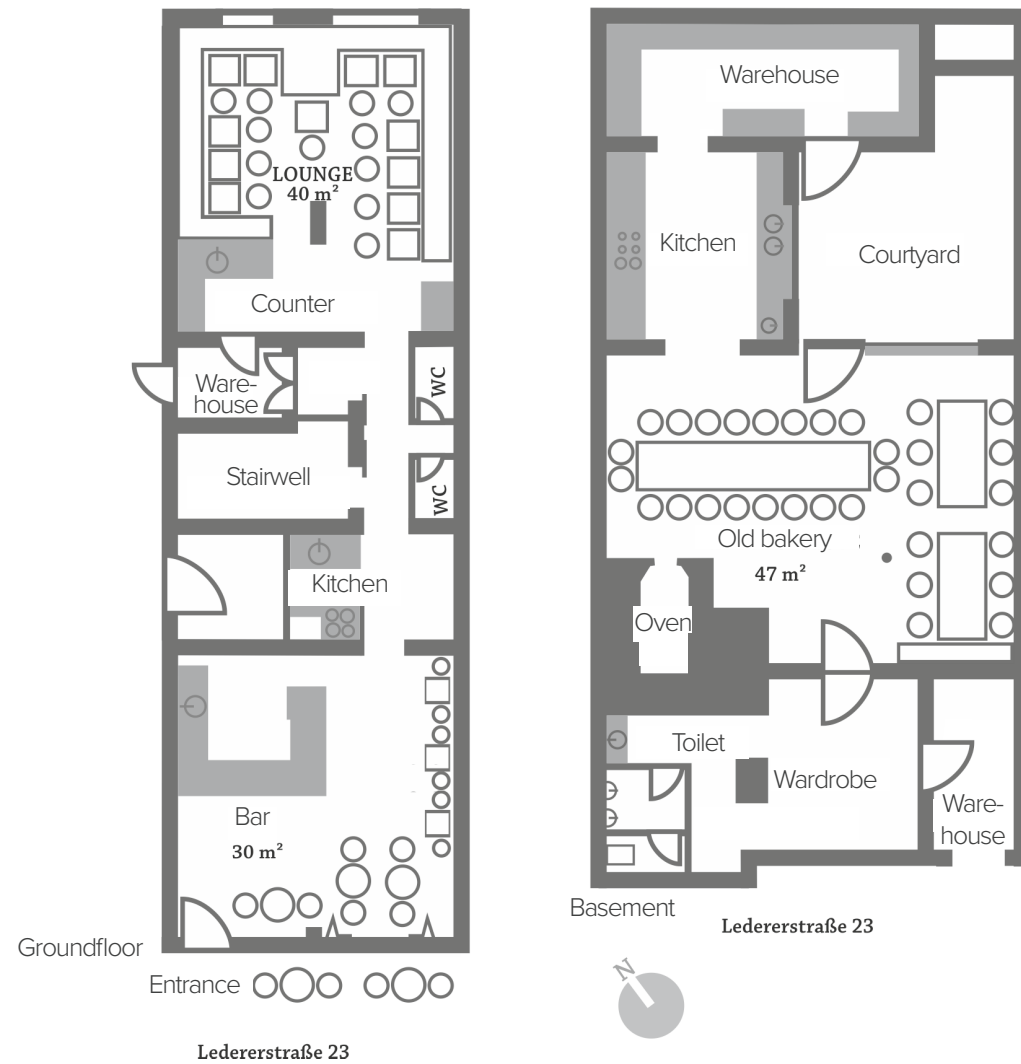 LOUNGE
40 m²
Counter
Ware-
house
WC
Stairwell
WC
Kitchen
Bar
30 m²
Groundfloor
Entrance
Ledererstraße 23
Warehouse
Kitchen
Courtyard
Old bakery
47 m²
Oven
Toilet
Wardrobe
Ware-
house
Basement
Ledererstraße 23
N